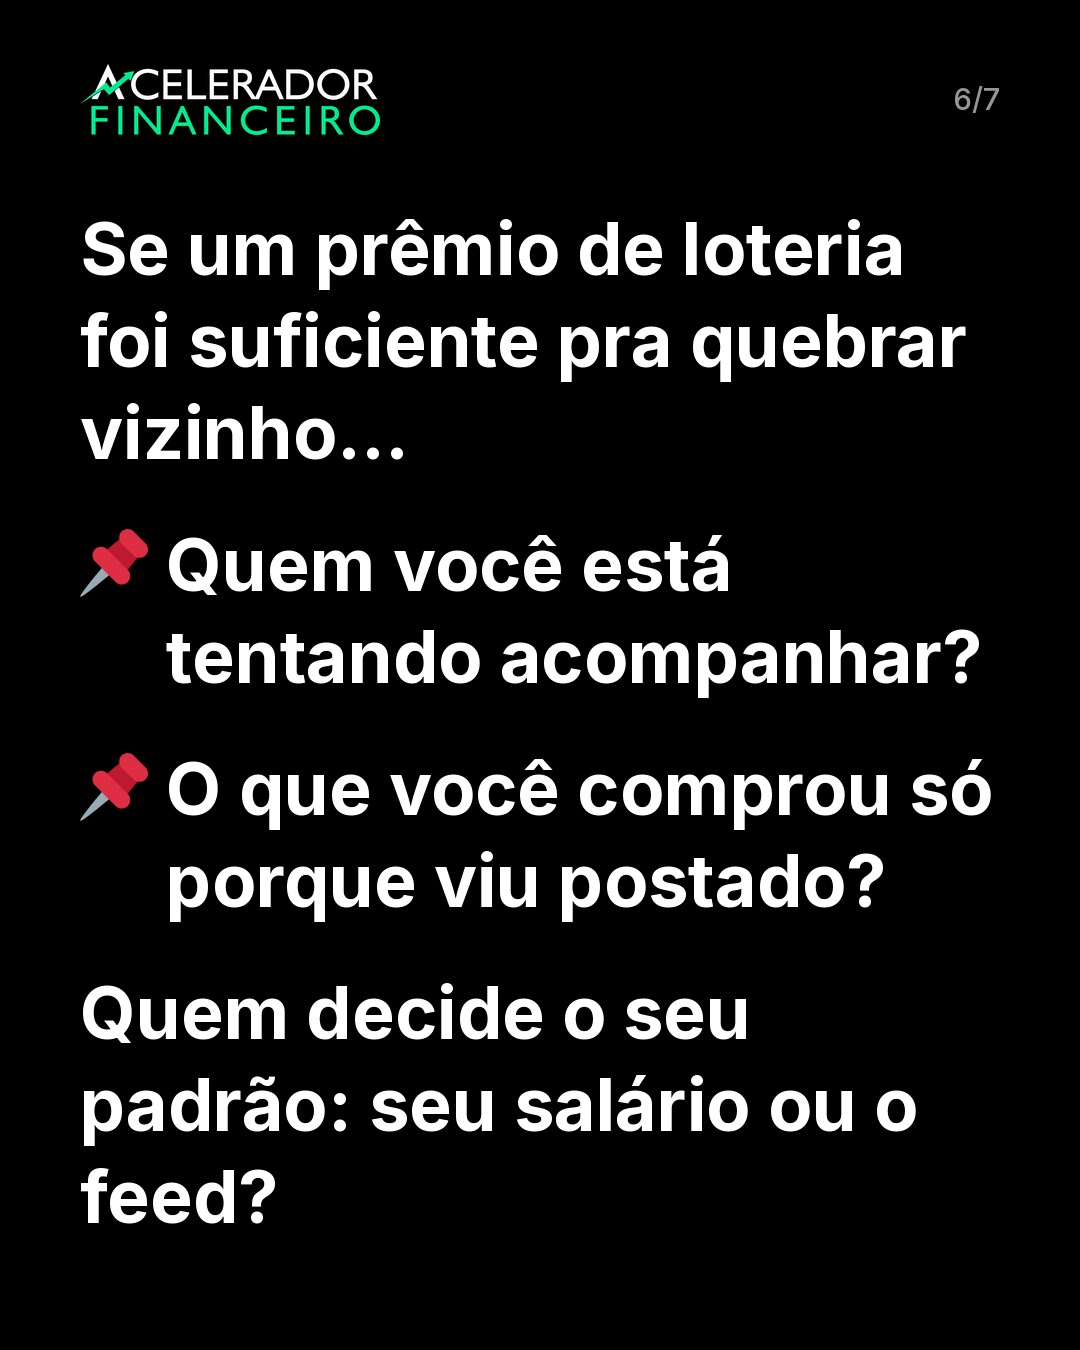 ACELERADOR
FINANCEIRO
6/7
Se um prêmio de loteria
foi suficiente pra quebrar
vizinho...
📌 Quem você está
tentando acompanhar?
📌 O que você comprou só
porque viu postado?
Quem decide o seu
padrão: seu salário ou o
feed?